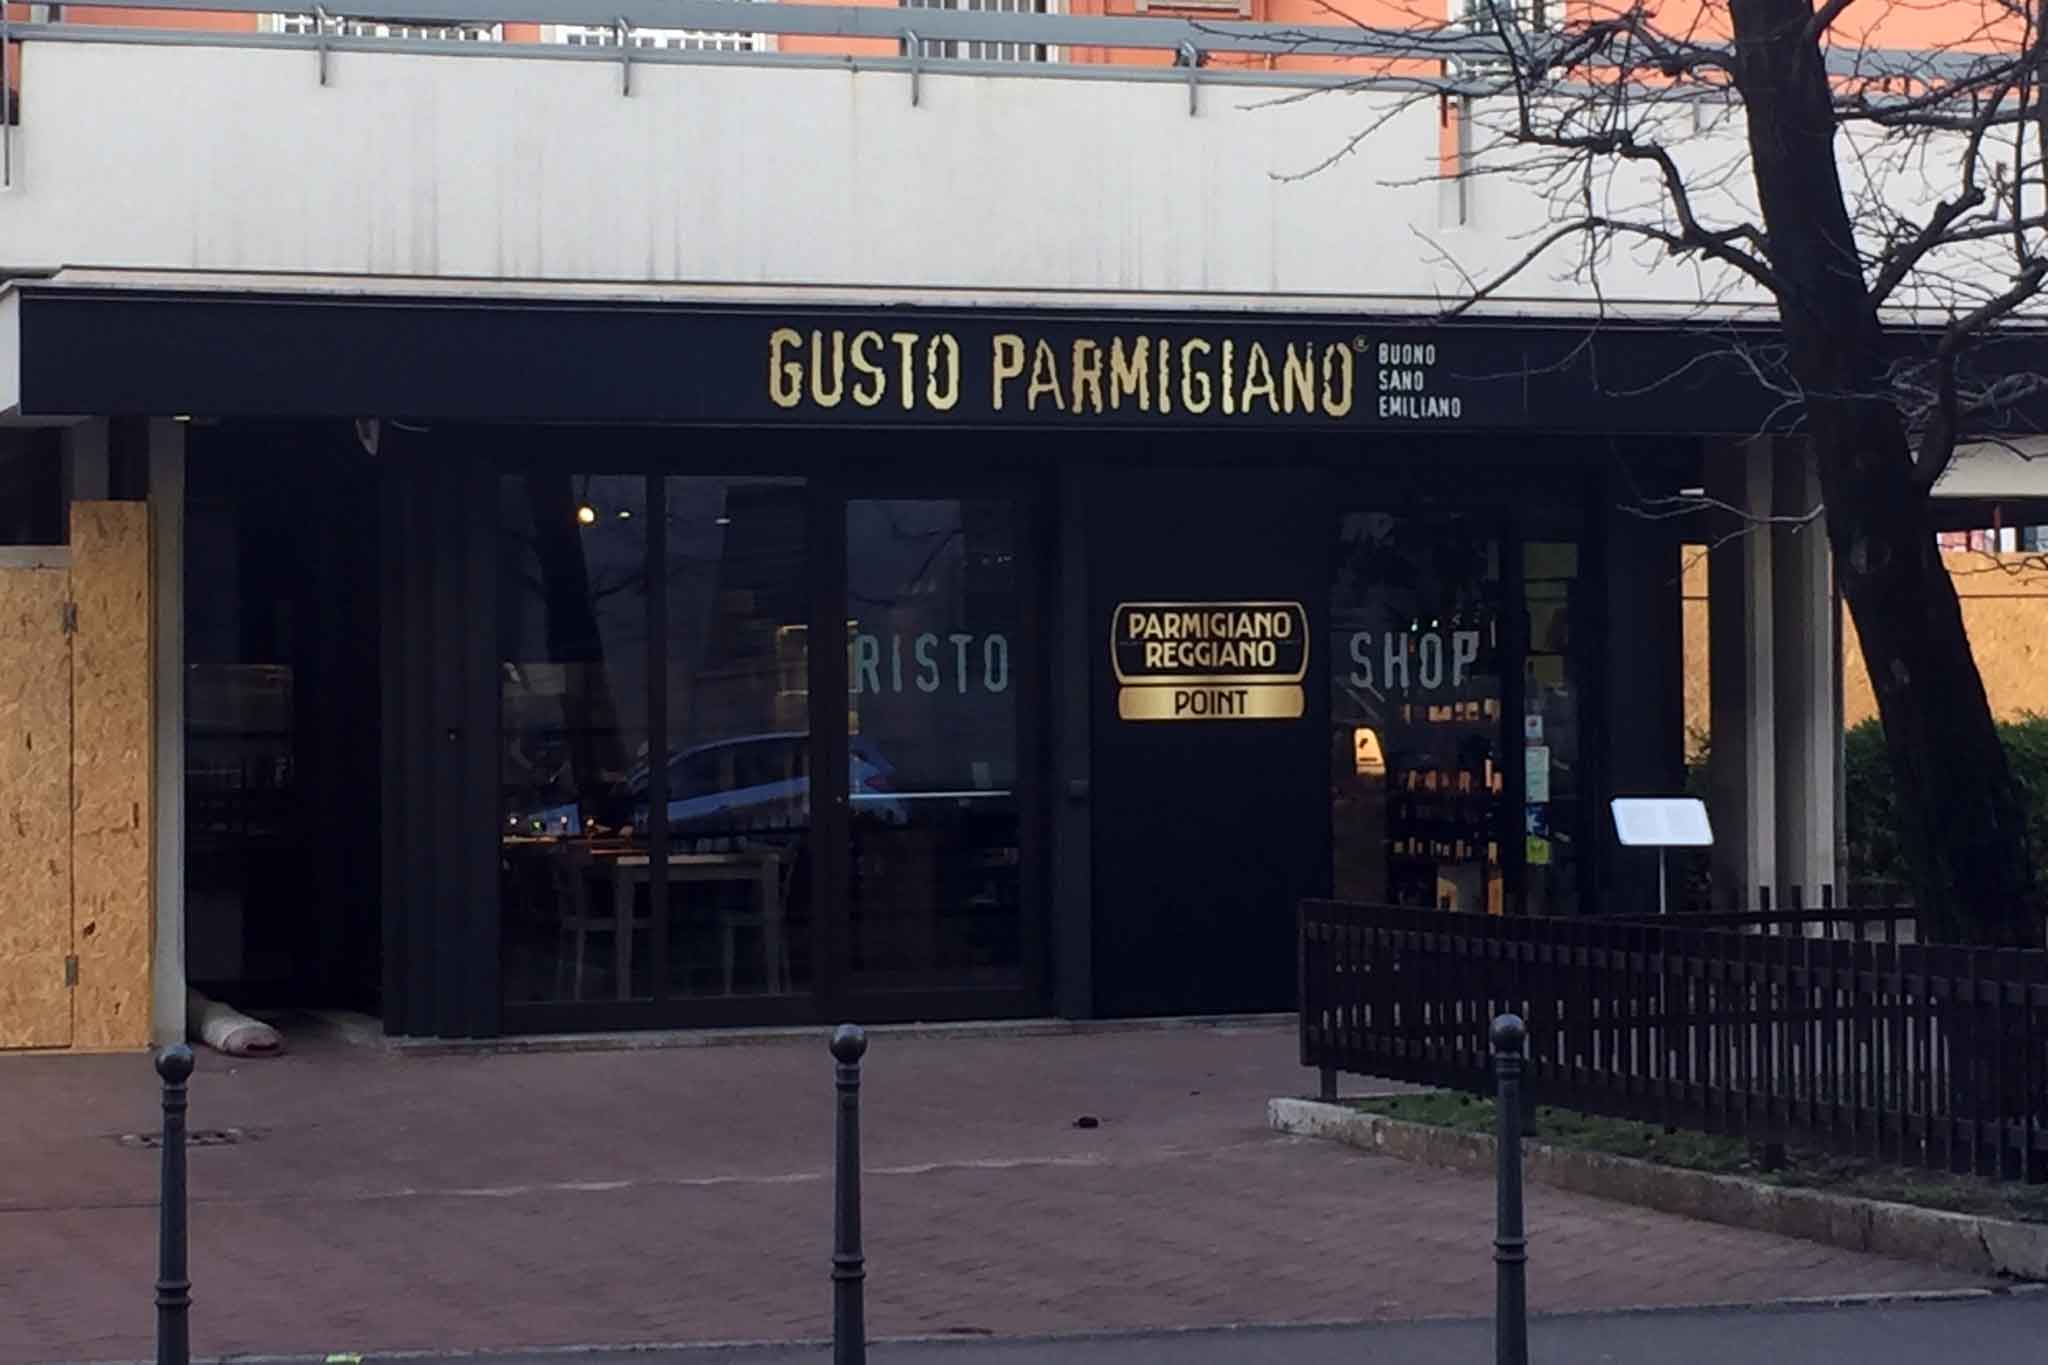 GUSTO PARMIGIANO®
BUONO
SANO
EMILIANO
RISTO
PARMIGIANO
REGGIANO
POINT
SHOP